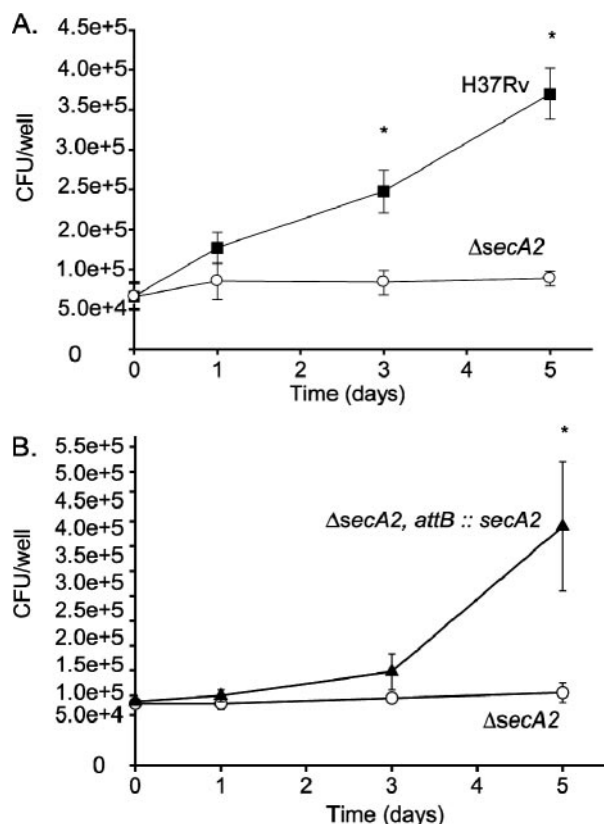 A.
4.5e+5
*
4.0e+5
H37Rv
3.5e+5
*
3.0e+5
CFU/well
2.5e+5
2.0e+5
ΔsecA2
1.0e+5
5.0e+4
0
0 1 2 3 4 5
Time (days)
B.
5.5e+5
*
5.0e+5
4.5e+5
ΔsecA2, attB :: secA2
4.0e+5
3.5e+5
CFU/well
3.0e+5
2.5e+5
2.0e+5
1.5e+5
1.0e+5
5.0e+4
ΔsecA2
0
0 1 2 3 4 5
Time (days)